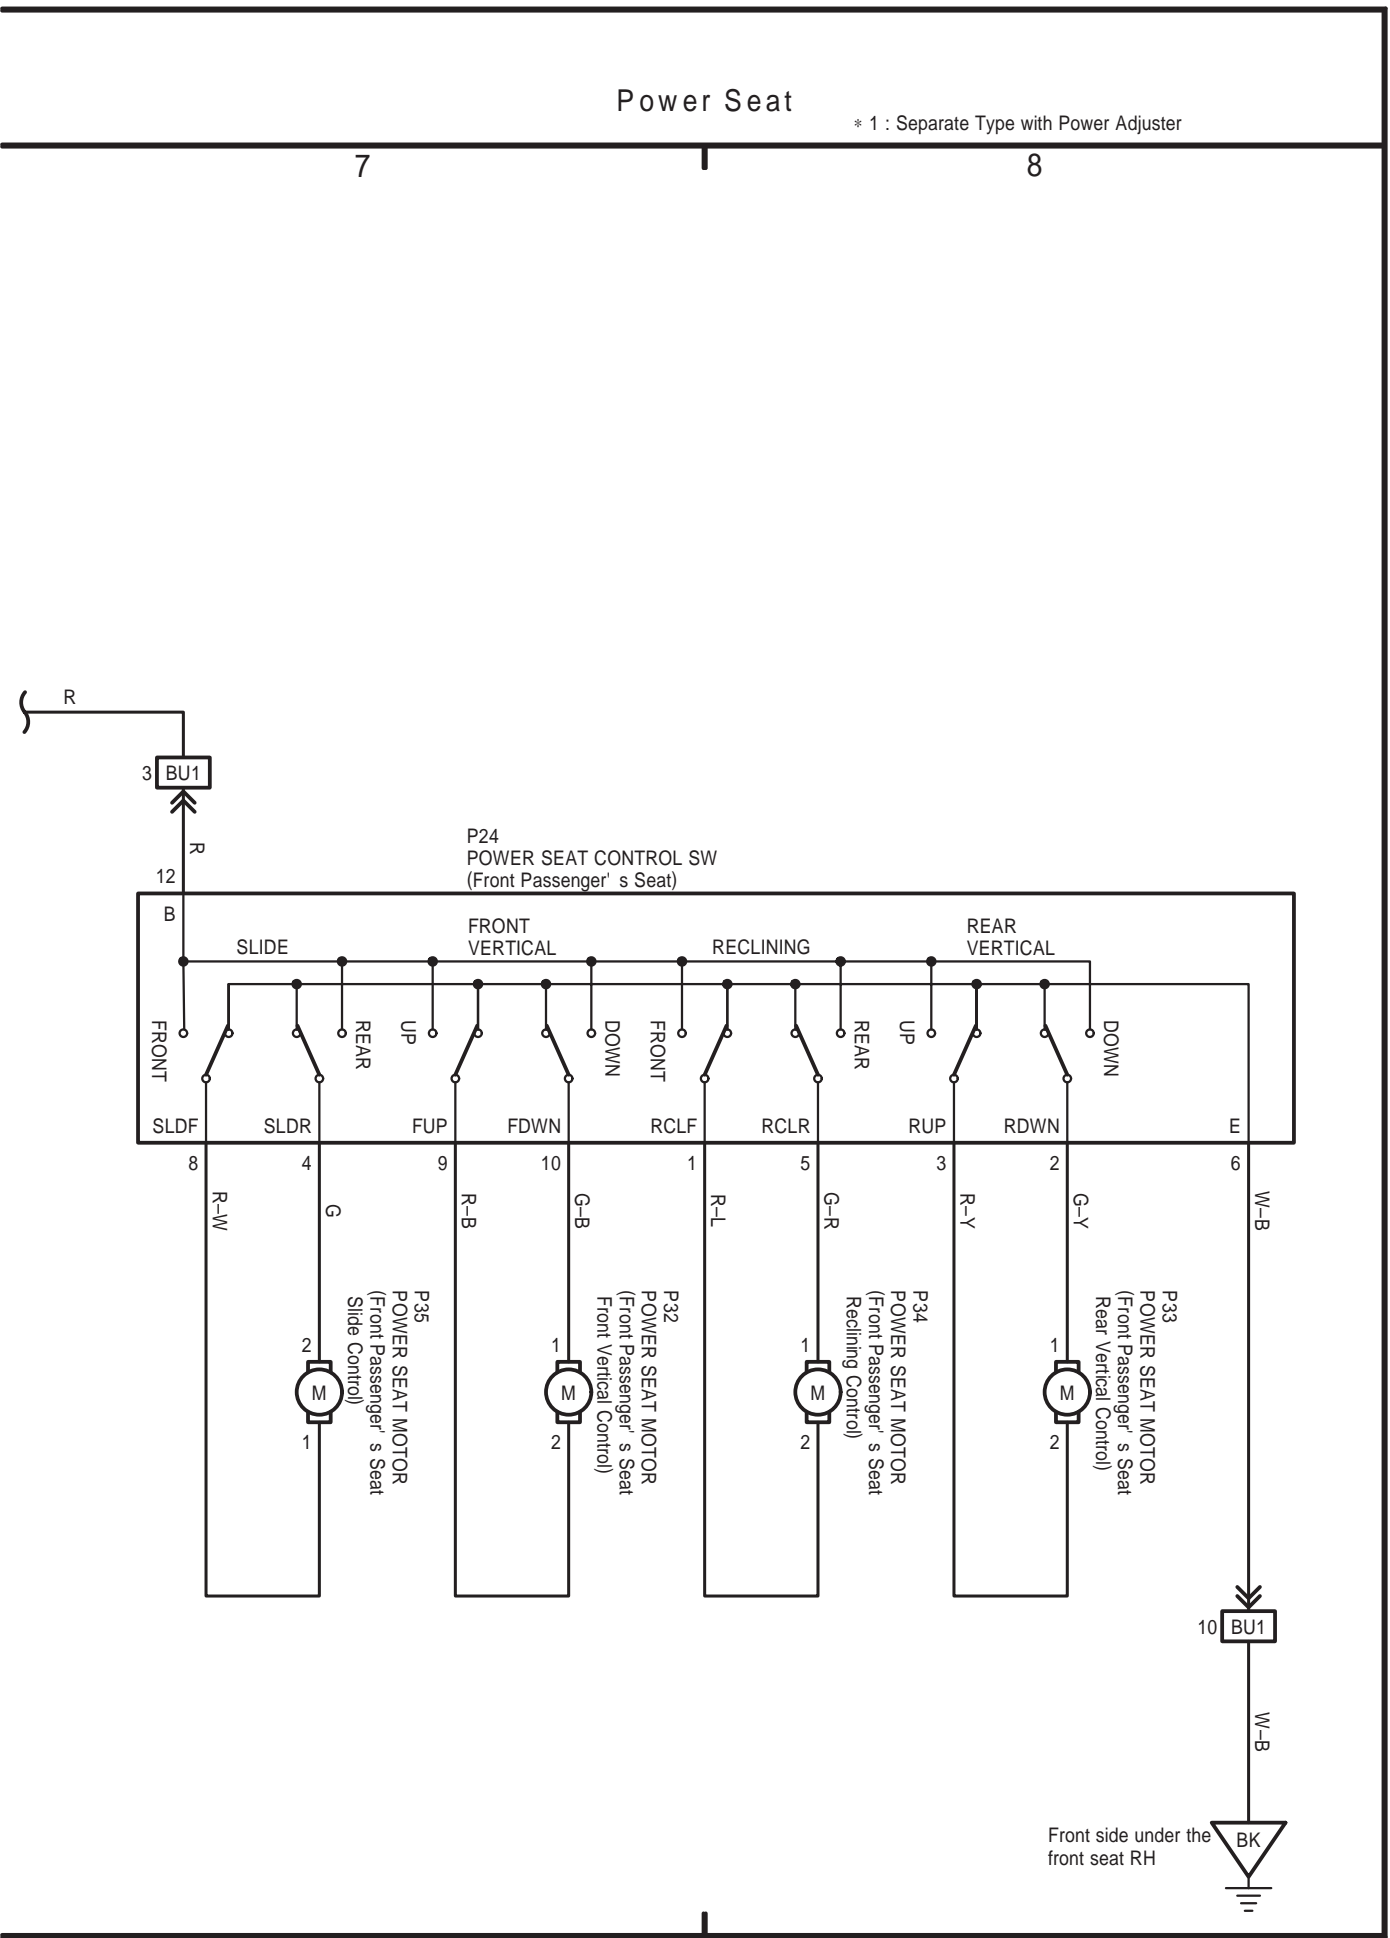 Power Seat
∗ 1 : Separate Type with Power Adjuster
7
8
R
3
BU1
R
12
P24
POWER SEAT CONTROL SW
(Front Passenger' s Seat)
B
SLIDE
FRONT
VERTICAL
RECLINING
REAR
VERTICAL
FRONT
REAR
UP
DOWN
FRONT
REAR
UP
DOWN
SLDF
SLDR
FUP
FDWN
RCLF
RCLR
RUP
RDWN
E
8
4
9
10
1
5
3
2
6
R–W
G
R–B
G–B
R–L
G–R
R–Y
G–Y
W–B
P35
POWER SEAT MOTOR
(Front Passenger' s Seat
Slide Control)
P32
POWER SEAT MOTOR
(Front Passenger' s Seat
Front Vertical Control)
P34
POWER SEAT MOTOR
(Front Passenger' s Seat
Reclining Control)
P33
POWER SEAT MOTOR
(Front Passenger' s Seat
Rear Vertical Control)
2
1
1
1
M
M
M
M
1
2
2
2
10
BU1
W–B
Front side under the
front seat RH
BK